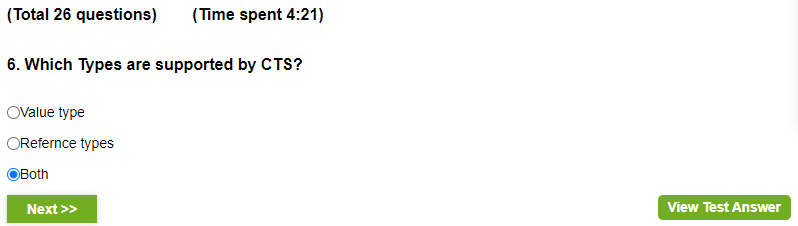 (Total 26 questions) (Time spent 4:21)
6. Which Types are supported by CTS?
Value type
Refernce types
Both
Next >> View Test Answer